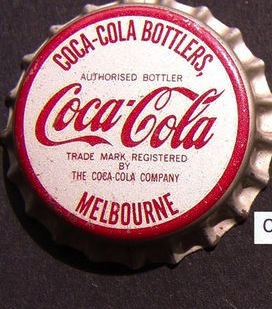 COCA-COLA BOTTLERS,
AUTHORISED BOTTLER
Coca-Cola
TRADE MARK REGISTERED
BY
THE COCA-COLA COMPANY
MELBOURNE